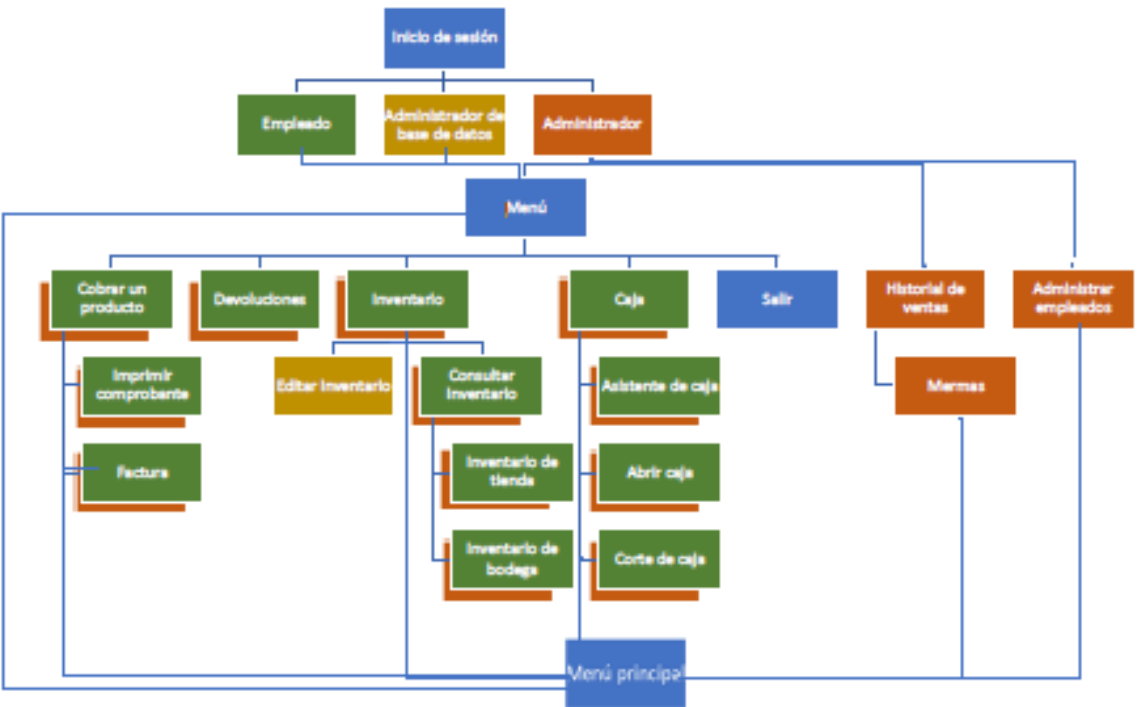 Inicio de sesión
Empleado
Administrador de
base de datos
Administrador
Menú
Cobrar un
producto
Devoluciones
Inventario
Caja
Salir
Historial de
ventas
Administrar
empleados
Imprimir
comprobante
Editar Inventario
Consultar
Inventario
Asistente de caja
Mermas
Factura
Inventario de
tienda
Abrir caja
Inventario de
bodega
Corte de caja
Menú principal